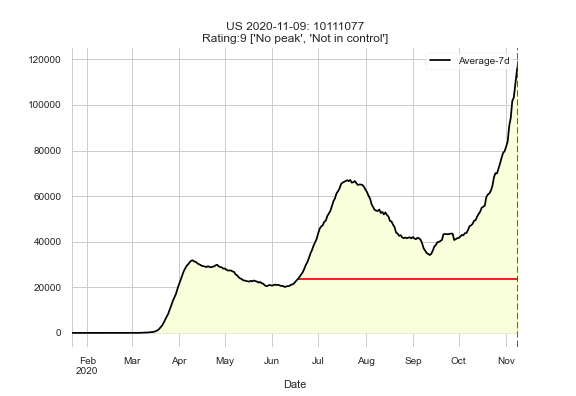 US 2020-11-09: 10111077
Rating:9 ['No peak', 'Not in control']
Average-7d
120000
100000
80000
60000
40000
20000
0
Feb Mar Apr May Jun Jul Aug Sep Oct Nov
2020
Date